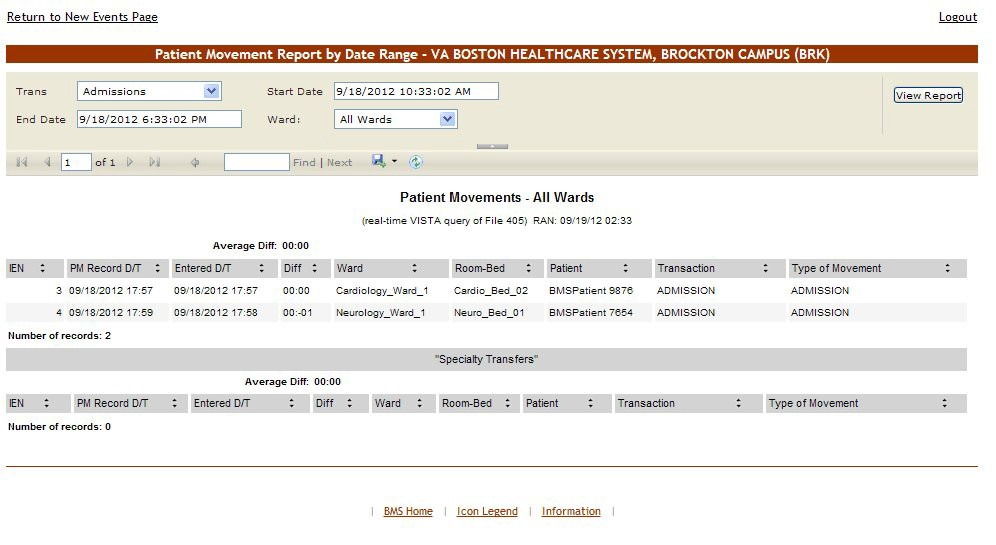 Return to New Events Page Logout
Patient Movement Report by Date Range - VA BOSTON HEALTHCARE SYSTEM, BROCKTON CAMPUS (BRK)
Trans Admissions Start Date 9/18/2012 10:33:02 AM View Report
End Date 9/18/2012 6:33:02 PM Ward: All Wards
1 of 1 Find | Next
Patient Movements - All Wards
(real-time VISTA query of File 405) RAN: 09/19/12 02:33
Average Diff: 00:00
IEN PM Record D/T Entered D/T Diff Ward Room-Bed Patient Transaction Type of Movement
3 09/18/2012 17:57 09/18/2012 17:57 00:00 Cardiology_Ward_1 Cardio_Bed_02 BMSPatient 9876 ADMISSION ADMISSION
4 09/18/2012 17:59 09/18/2012 17:58 00:-01 Neurology_Ward_1 Neuro_Bed_01 BMSPatient 7654 ADMISSION ADMISSION
Number of records: 2
"Specialty Transfers"
Average Diff: 00:00
IEN PM Record D/T Entered D/T Diff Ward Room-Bed Patient Transaction Type of Movement
Number of records: 0
| BMS Home | Icon Legend | Information |